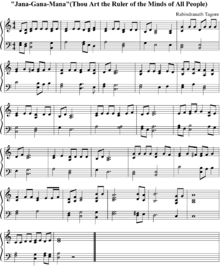 "Jana-Gana-Mana"(Thou Art the Ruler of the Minds of All People)
Rabindranath Tagore